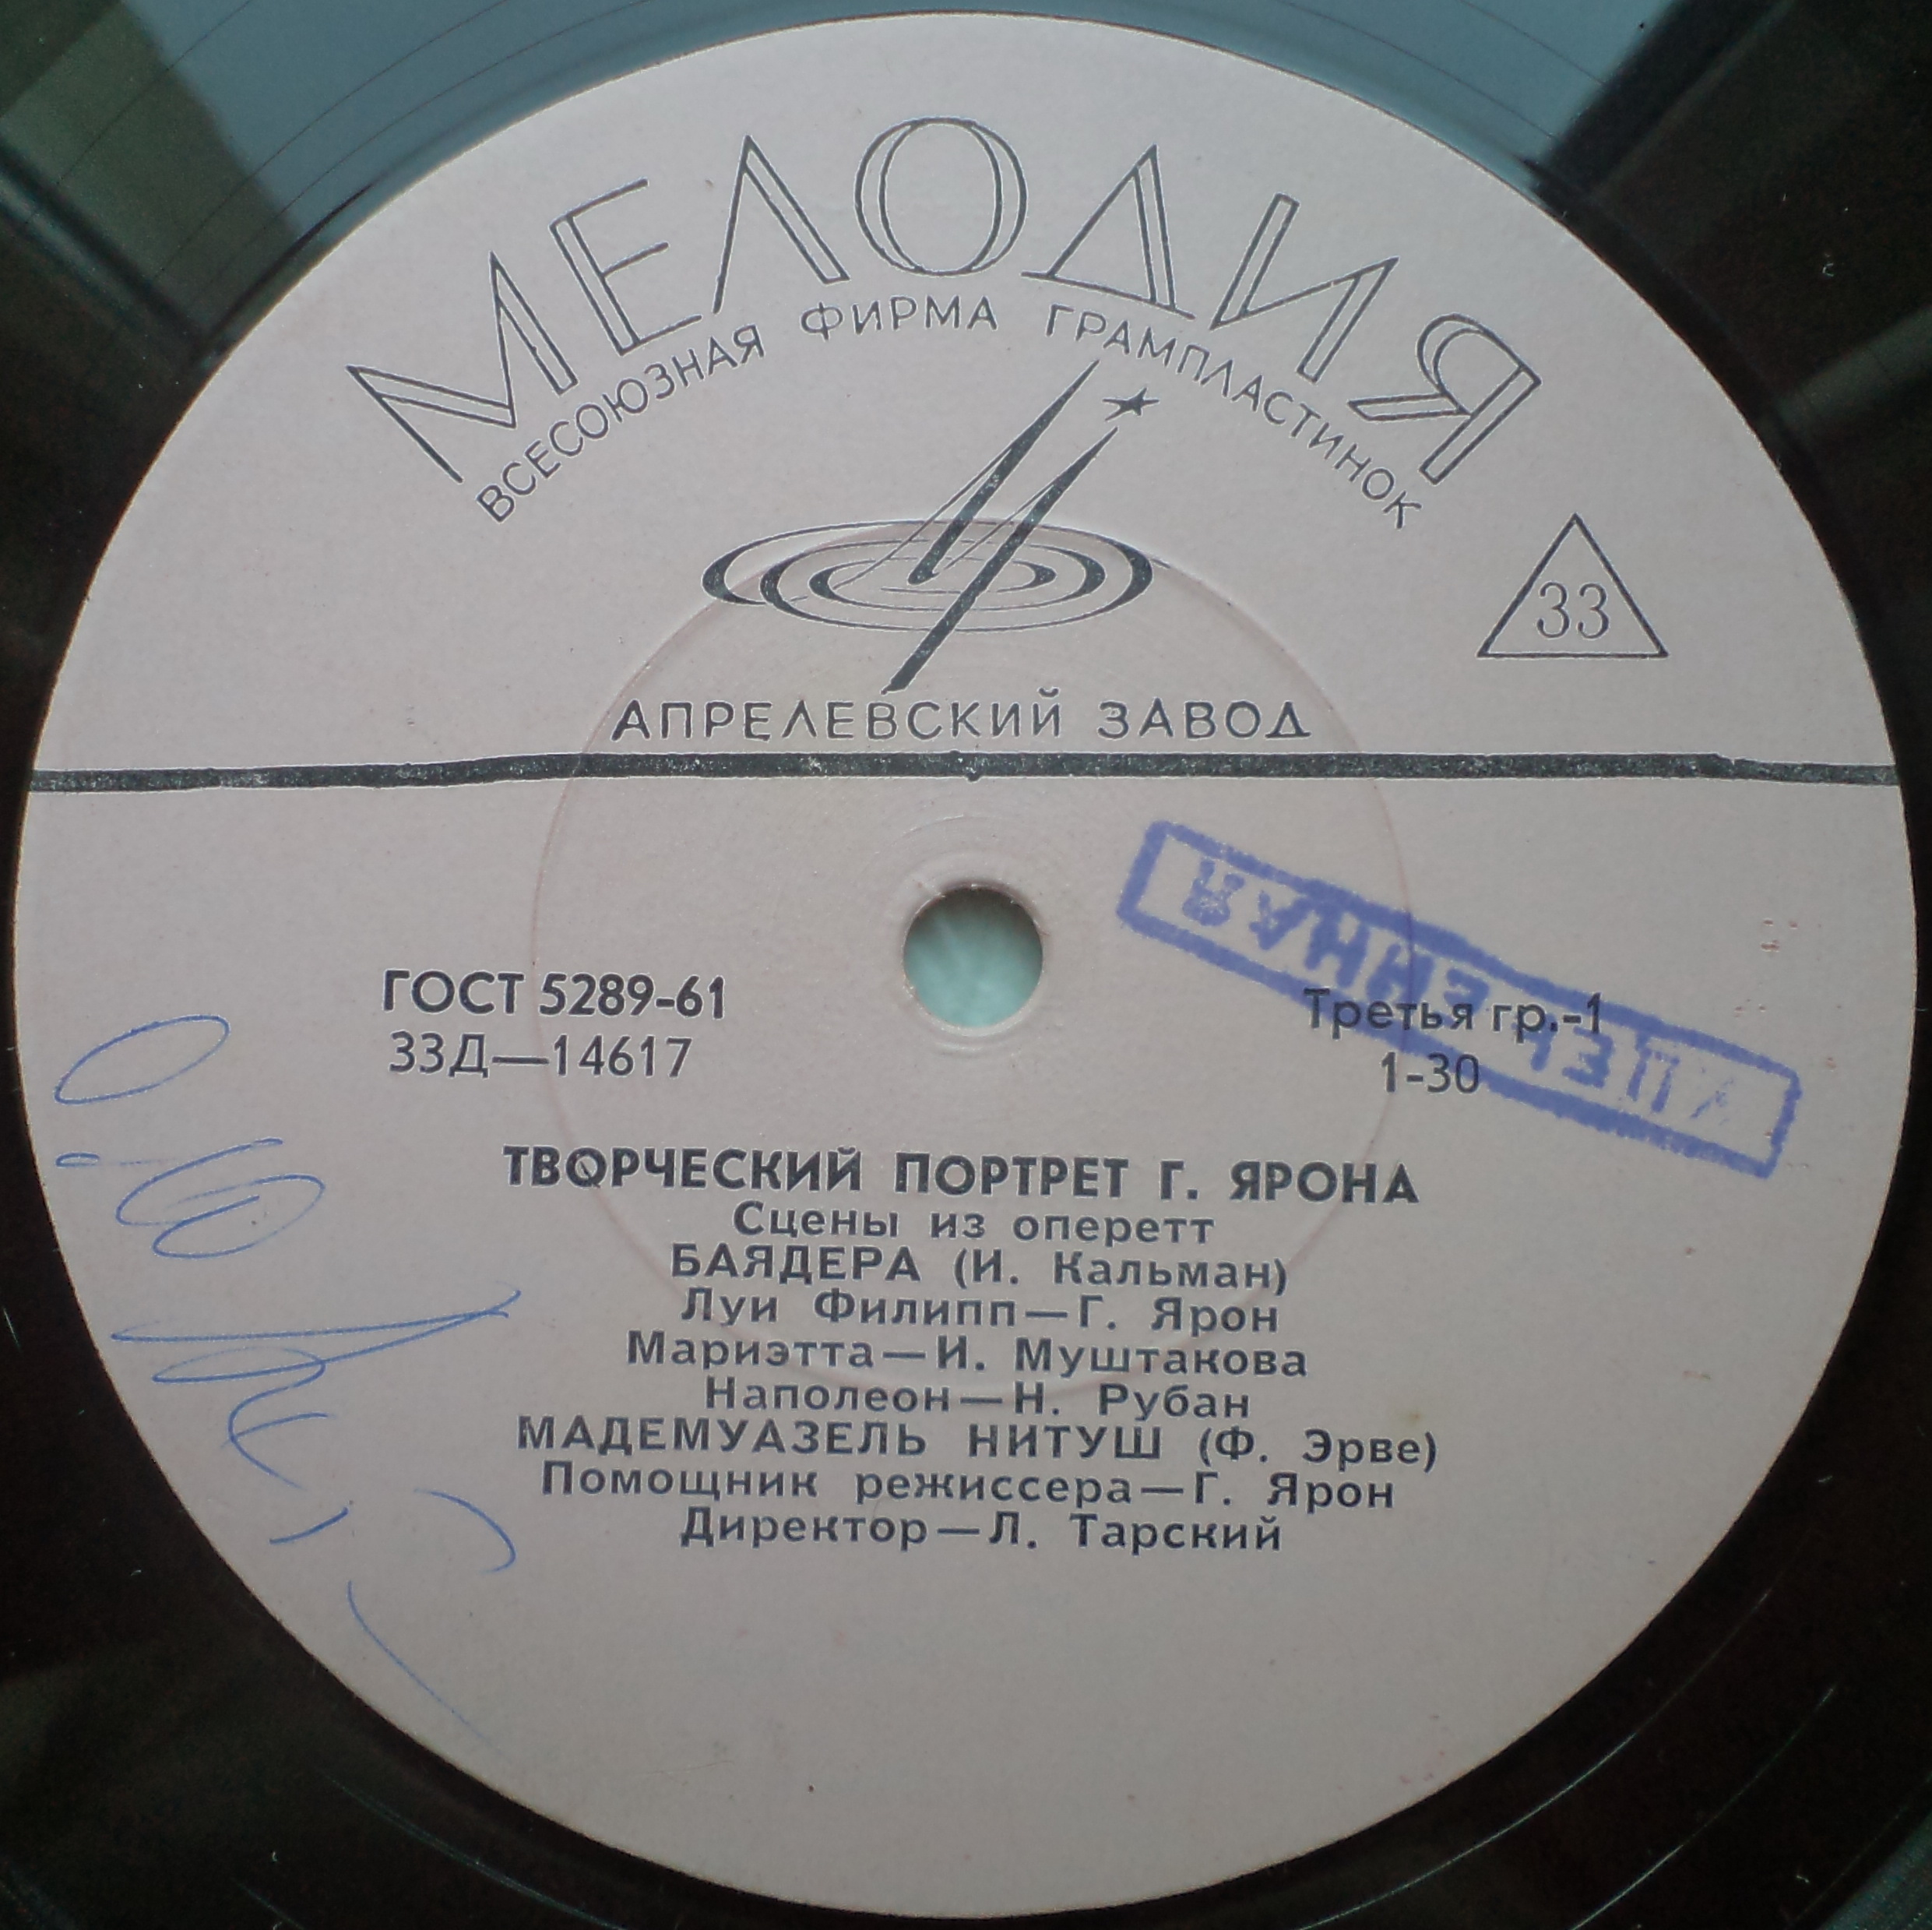 МЕЛОДИЯ
ВСЕСОЮЗНАЯ ФИРМА ГРАМПЛАСТИНОК
33
АПРЕЛЕВСКИЙ ЗАВОД
ГОСТ 5289-61
33Д—14617
Третья гр.-1
1-30
ТВОРЧЕСКИЙ ПОРТРЕТ Г. ЯРОНА
Сцены из оперетт
БАЯДЕРА (И. Кальман)
Луи Филипп—Г. Ярон
Мариэтта—И. Муштакова
Наполеон—Н. Рубан
МАДЕМУАЗЕЛЬ НИТУШ (Ф. Эрве)
Помощник режиссера—Г. Ярон
Директор—Л. Тарский